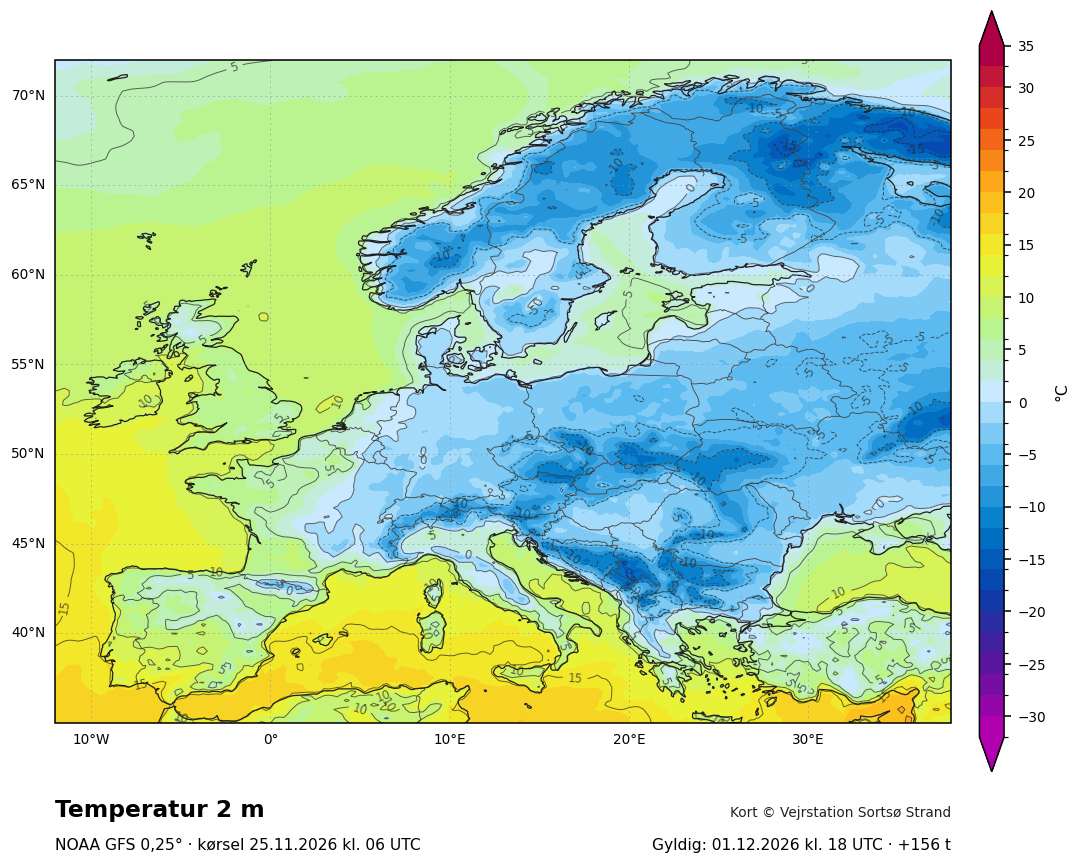 70°N
65°N
60°N
55°N
50°N
45°N
40°N
10°W
0°
10°E
20°E
30°E
35
30
25
20
15
10
5
0
−5
−10
−15
−20
−25
−30
°C
Temperatur 2 m
Kort © Vejrstation Sortsø Strand
NOAA GFS 0,25° · kørsel 25.11.2026 kl. 06 UTC
Gyldig: 01.12.2026 kl. 18 UTC · +156 t